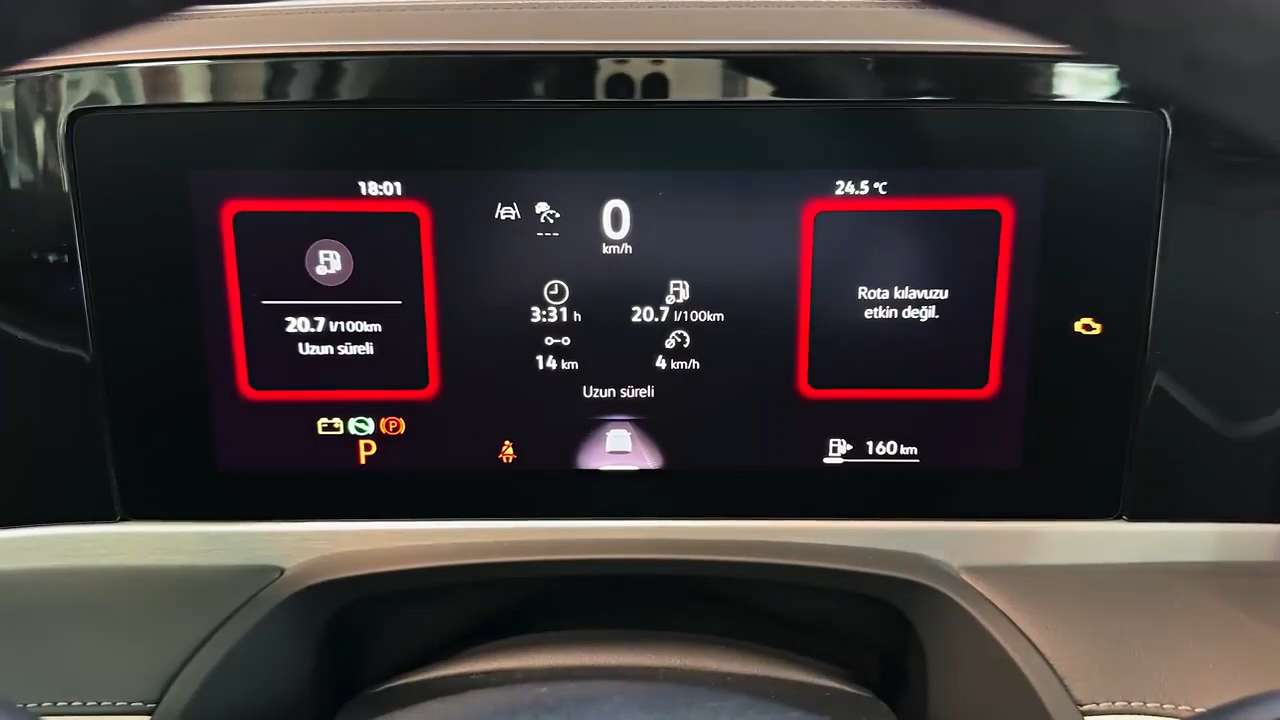 18:01
24.5 °C
0
km/h
20.7 l/100km
Uzun süreli
3:31 h
20.7 l/100km
14 km
4 km/h
Uzun süreli
Rota kılavuzu
etkin değil.
P
P
160 km